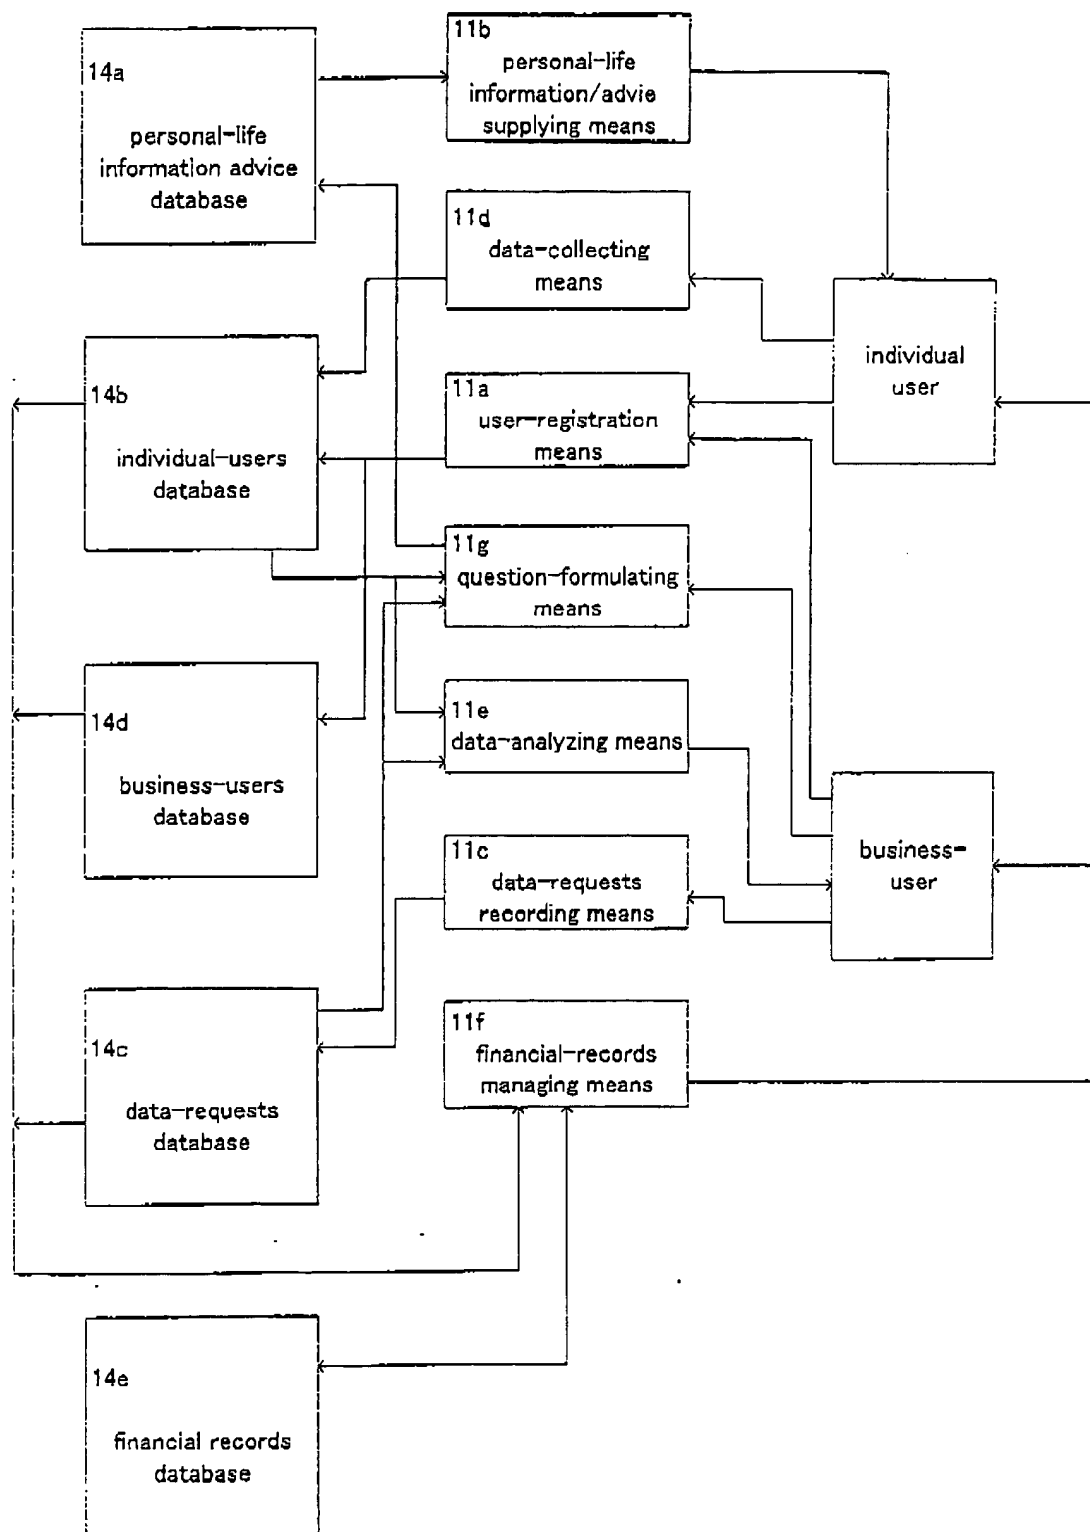 14a
personal-life
information advice
database
11b
personal-life
information/advie
supplying means
11d
data-collecting
means
individual
user
14b
individual-users
database
11a
user-registration
means
11g
question-formulating
means
14d
business-users
database
11e
data-analyzing means
business-
user
11c
data-requests
recording means
14c
data-requests
database
11f
financial-records
managing means
14e
financial records
database